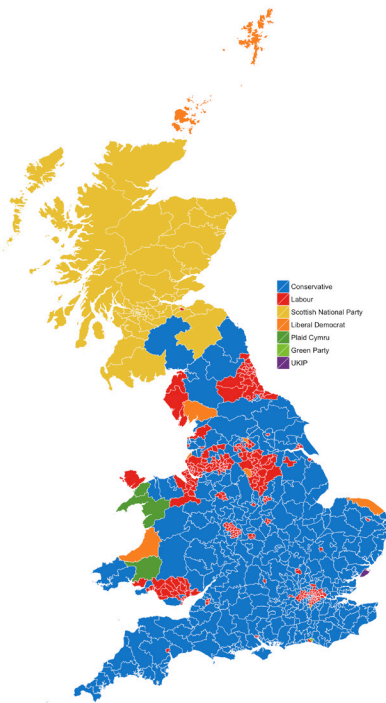 Conservative
Labour
Scottish National Party
Liberal Democrat
Plaid Cymru
Green Party
UKIP